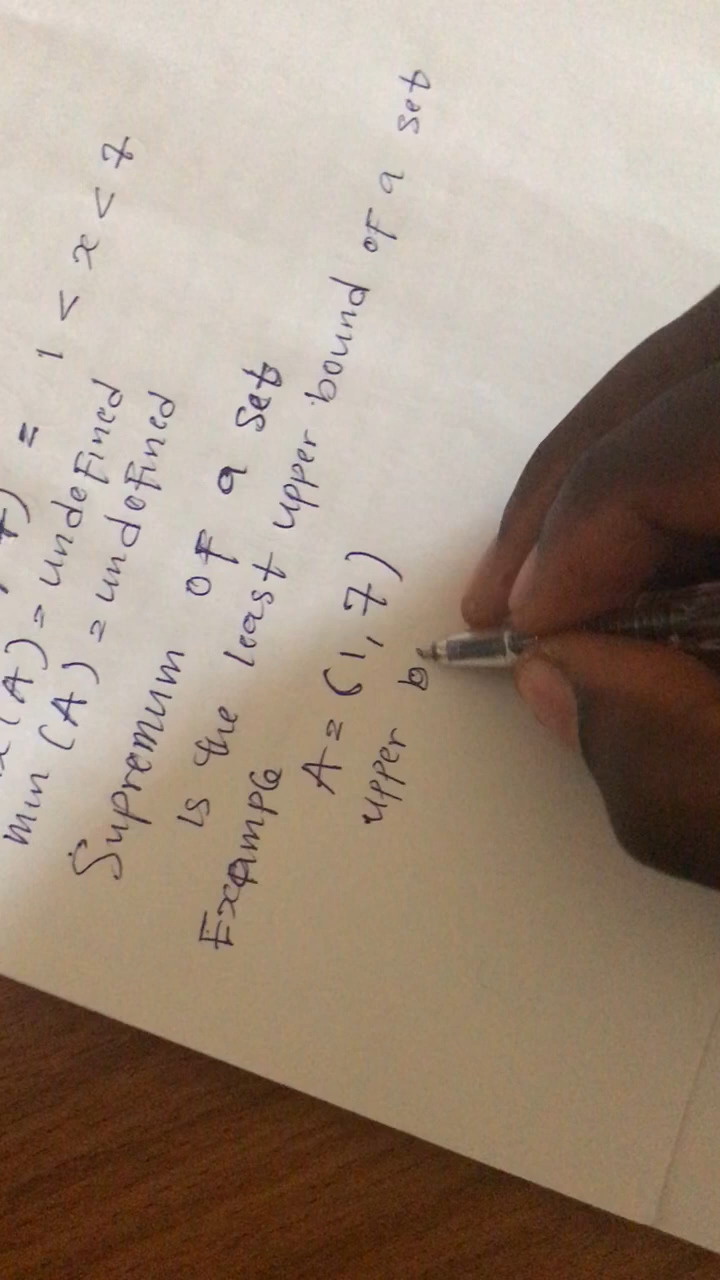 = 1 < x < 7
(A) = undefined
min (A) = undefined
Supremum of a set
is the least upper bound of a set
Example
A = (1, 7)
upper b